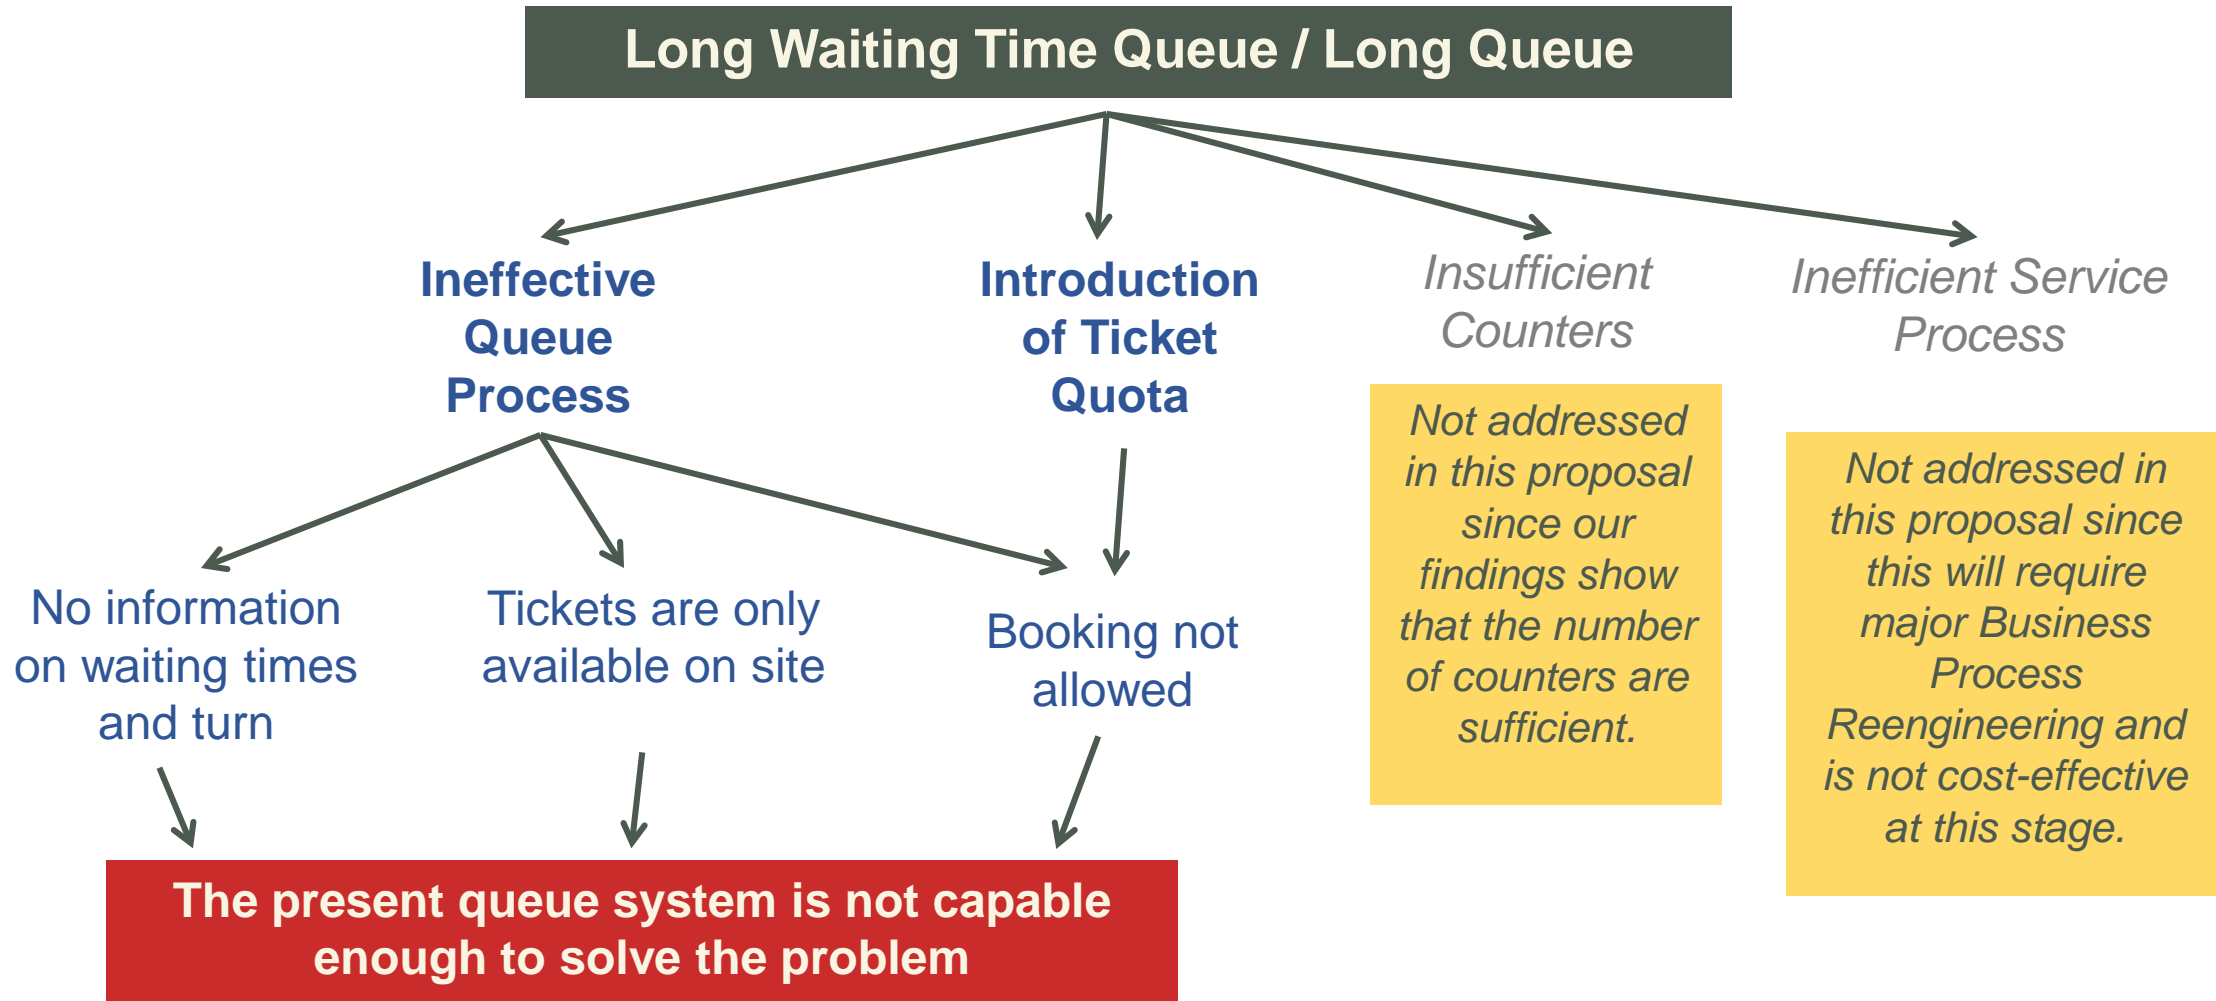 Long Waiting Time Queue / Long Queue
Ineffective
Queue
Process
Introduction
of Ticket
Quota
Insufficient
Counters
Inefficient Service
Process
Not addressed
in this proposal
since our
findings show
that the number
of counters are
sufficient.
Not addressed in
this proposal since
this will require
major Business
Process
Reengineering and
is not cost-effective
at this stage.
No information
on waiting times
and turn
Tickets are only
available on site
Booking not
allowed
The present queue system is not capable
enough to solve the problem